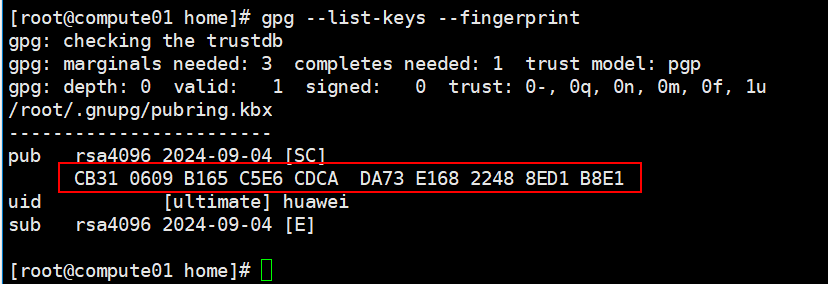 [root@compute01 home]# gpg --list-keys --fingerprint
gpg: checking the trustdb
gpg: marginals needed: 3  completes needed: 1  trust model: pgp
gpg: depth: 0  valid:   1  signed:   0  trust: 0-, 0q, 0n, 0m, 0f, 1u
/root/.gnupg/pubring.kbx
------------------------
pub   rsa4096 2024-09-04 [SC]
      CB31 0609 B165 C5E6 CDCA  DA73 E168 2248 8ED1 B8E1
uid           [ultimate] huawei
sub   rsa4096 2024-09-04 [E]
[root@compute01 home]#